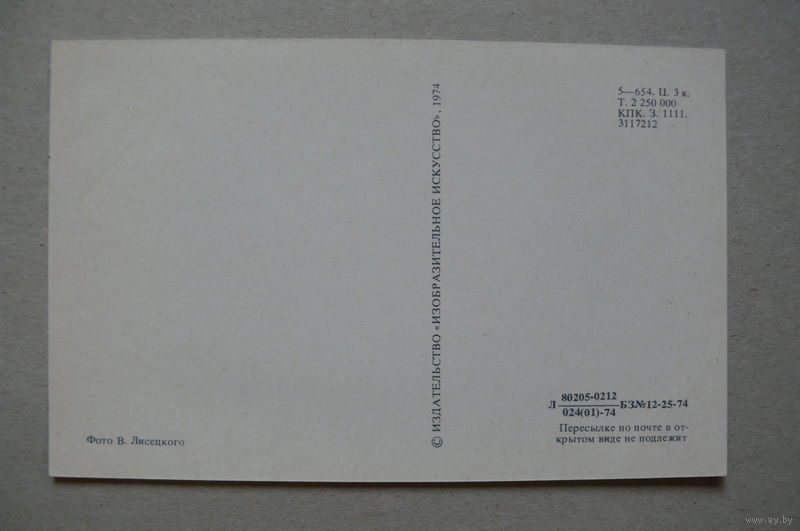 5—654. Ц. 3 к.
Т. 2 250 000
КПК. З. 1111.
3117212
© ИЗДАТЕЛЬСТВО «ИЗОБРАЗИТЕЛЬНОЕ ИСКУССТВО», 1974
Л 80205-0212 БЗ№12-25-74
024(01)-74
Пересылке по почте в от-
крытом виде не подлежит
Фото В. Лисецкого
www.ay.by